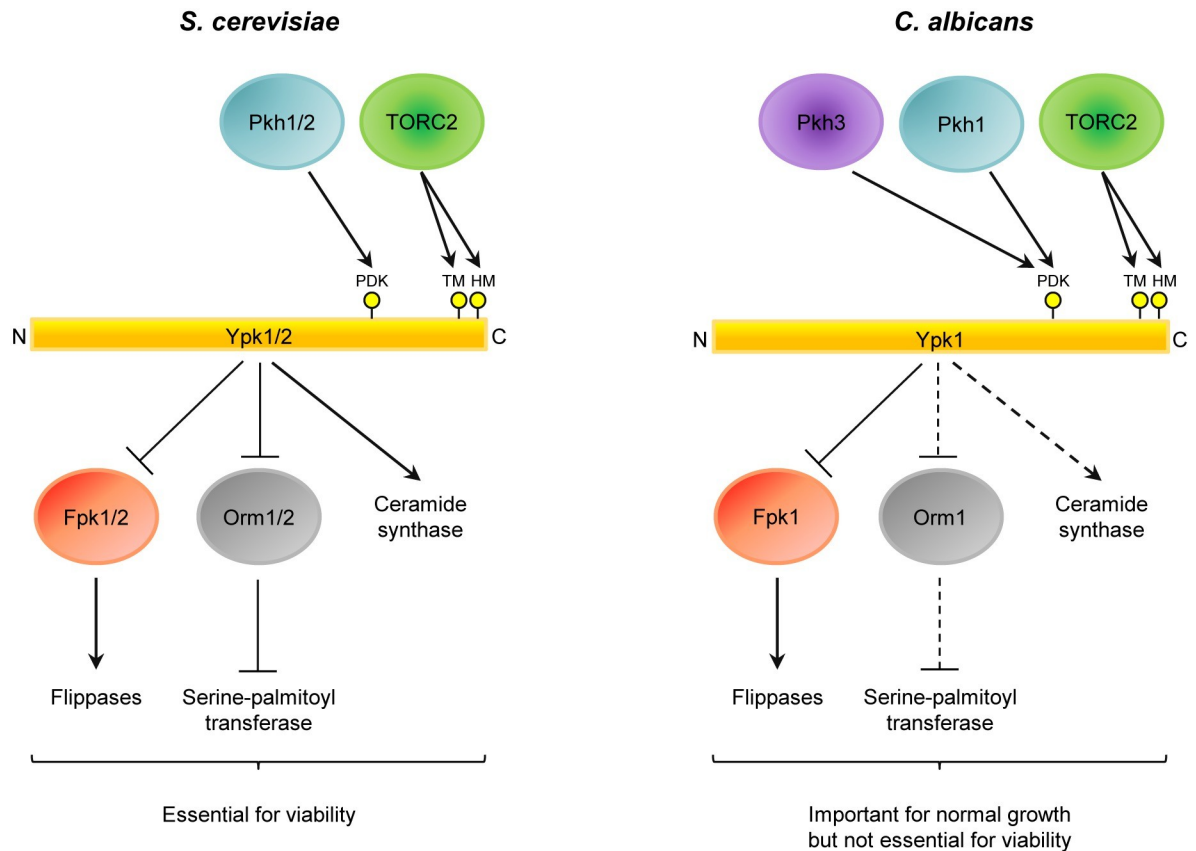 S. cerevisiae
Pkh1/2
TORC2
PDK
TM
HM
N
Ypk1/2
C
Fpk1/2
Orm1/2
Ceramide
synthase
Flippases
Serine-palmitoyl
transferase
Essential for viability
C. albicans
Pkh3
Pkh1
TORC2
PDK
TM
HM
N
Ypk1
C
Fpk1
Orm1
Ceramide
synthase
Flippases
Serine-palmitoyl
transferase
Important for normal growth
but not essential for viability